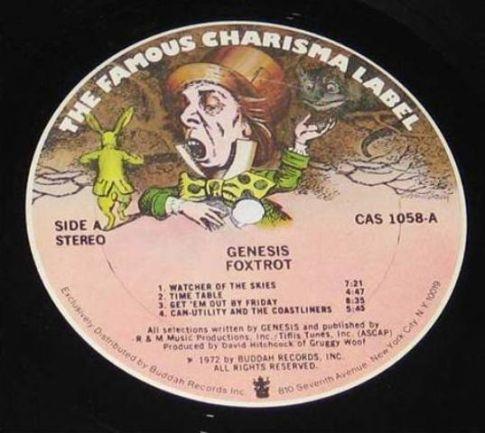 THE FAMOUS CHARISMA LABEL
SIDE A
STEREO
CAS 1058-A
GENESIS
FOXTROT
1. WATCHER OF THE SKIES 7:21
2. TIME TABLE 4:47
3. GET 'EM OUT BY FRIDAY 8:35
4. CAN-UTILITY AND THE COASTLINERS 5:45
All selections written by GENESIS and published by
R & M Music Productions, Inc./Tiflis Tunes, Inc. (ASCAP)
Produced by David Hitchcock of Gruggy Woof
℗ 1972 by BUDDAH RECORDS, INC.
ALL RIGHTS RESERVED.
Exclusively Distributed by Buddah Records Inc. 810 Seventh Avenue, New York City N.Y. 10019